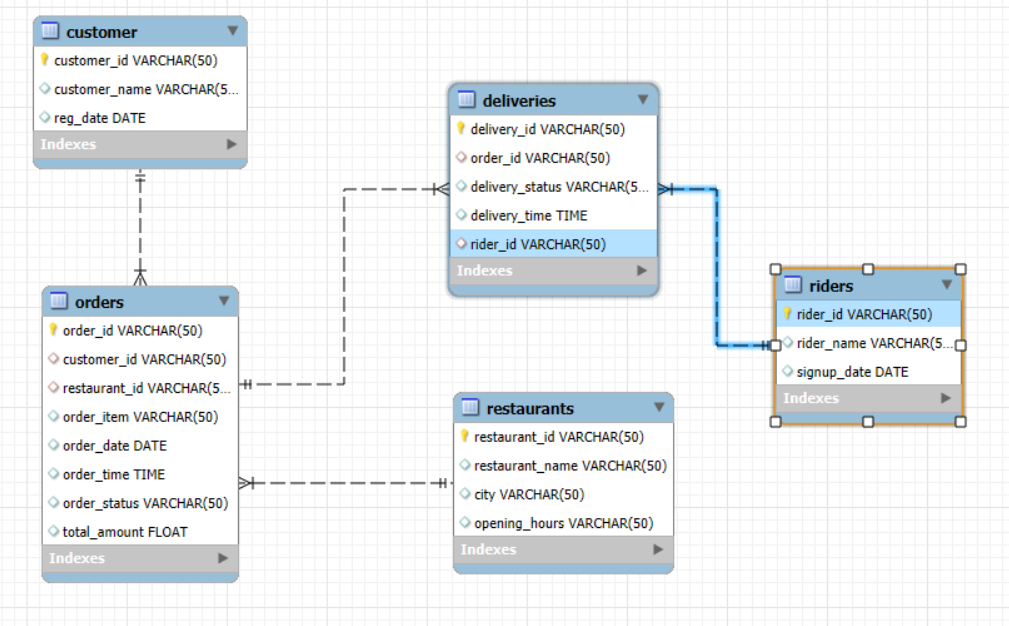 customer
customer_id VARCHAR(50)
customer_name VARCHAR(5...
reg_date DATE
Indexes
deliveries
delivery_id VARCHAR(50)
order_id VARCHAR(50)
delivery_status VARCHAR(5...
delivery_time TIME
rider_id VARCHAR(50)
Indexes
riders
rider_id VARCHAR(50)
rider_name VARCHAR(5...
signup_date DATE
Indexes
orders
order_id VARCHAR(50)
customer_id VARCHAR(50)
restaurant_id VARCHAR(5...
order_item VARCHAR(50)
order_date DATE
order_time TIME
order_status VARCHAR(50)
total_amount FLOAT
Indexes
restaurants
restaurant_id VARCHAR(50)
restaurant_name VARCHAR(50)
city VARCHAR(50)
opening_hours VARCHAR(50)
Indexes